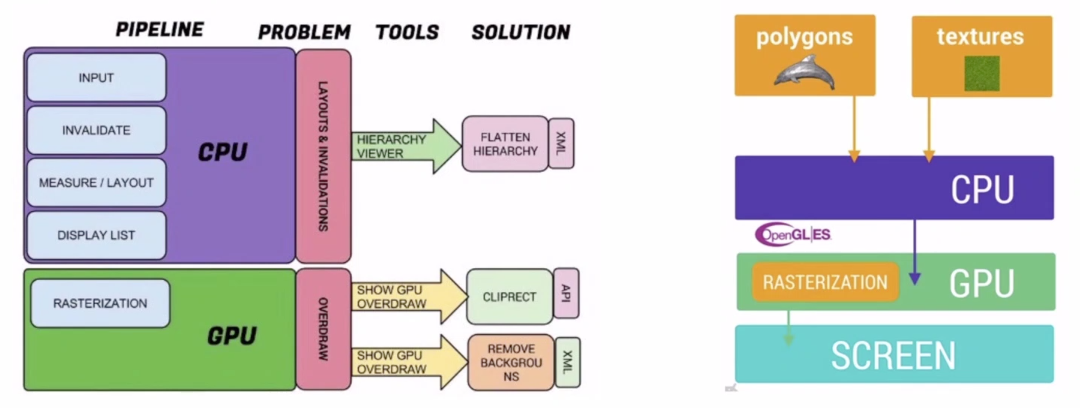 PIPELINE PROBLEM TOOLS SOLUTION
INPUT
INVALIDATE
MEASURE / LAYOUT
DISPLAY LIST
CPU
LAYOUTS & INVALIDATIONS
HIERARCHY
VIEWER
FLATTEN
HIERARCHY
XML
RASTERIZATION
GPU
OVERDRAW
SHOW GPU
OVERDRAW
CLIPRECT
API
SHOW GPU
OVERDRAW
REMOVE
BACKGROU
NS
XML
polygons
textures
CPU
OpenGL|ES
RASTERIZATION
GPU
SCREEN